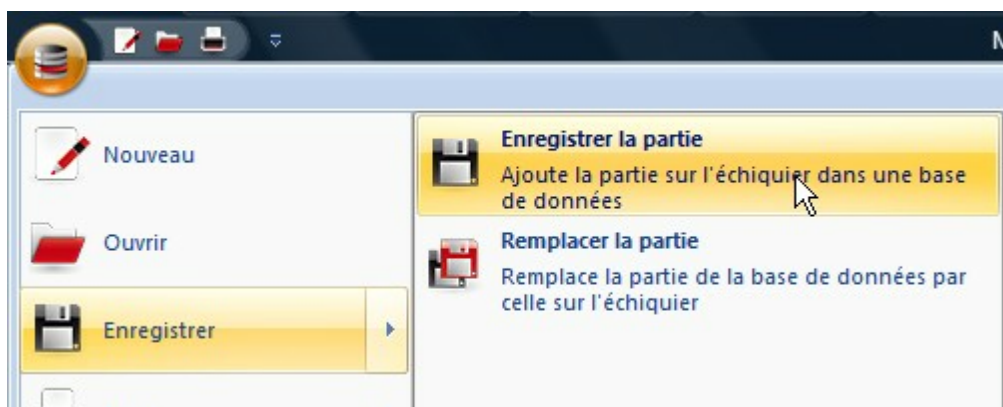 Nouveau
Ouvrir
Enregistrer
Enregistrer la partie
Ajoute la partie sur l'échiquier dans une base
de données
Remplacer la partie
Remplace la partie de la base de données par
celle sur l'échiquier